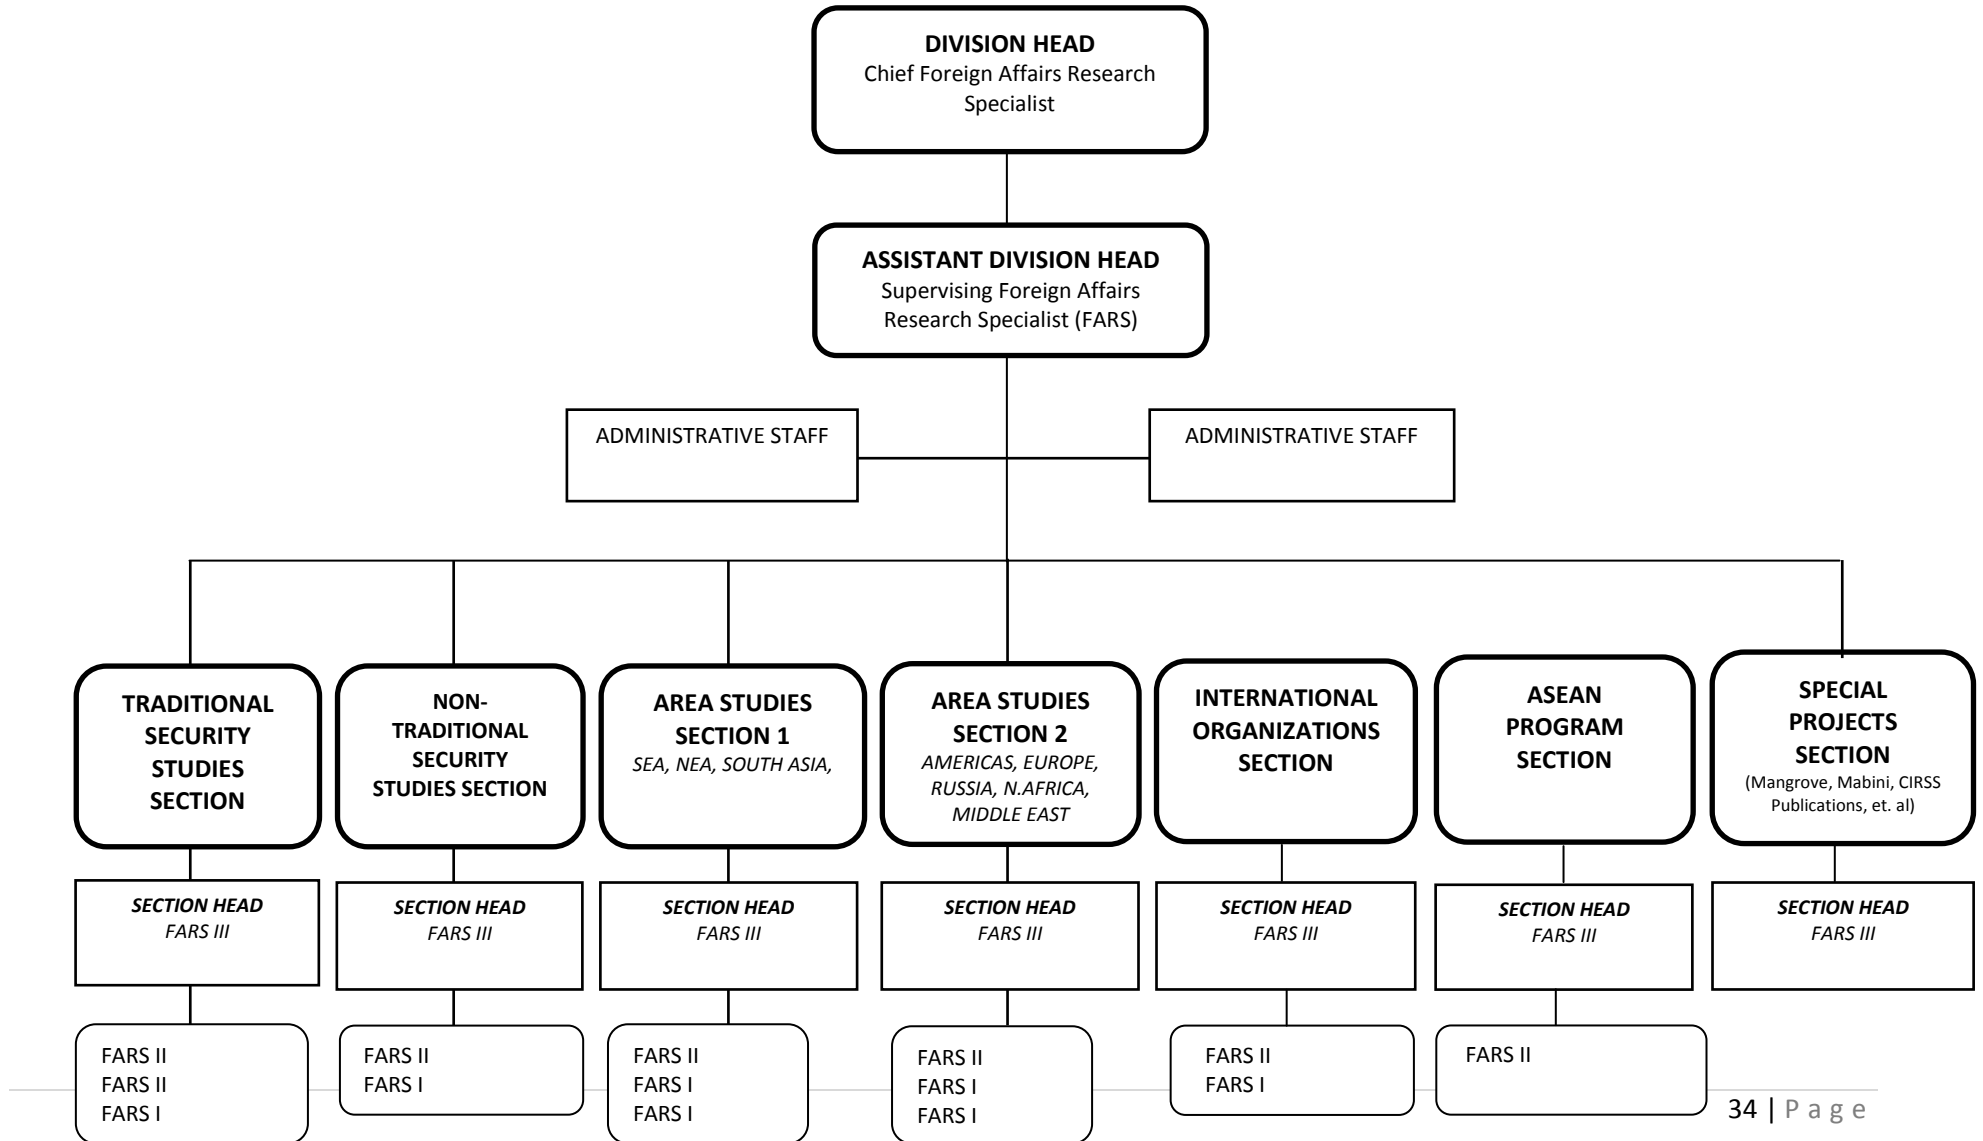 DIVISION HEAD
Chief Foreign Affairs Research
Specialist
ASSISTANT DIVISION HEAD
Supervising Foreign Affairs
Research Specialist (FARS)
ADMINISTRATIVE STAFF
ADMINISTRATIVE STAFF
TRADITIONAL
SECURITY
STUDIES
SECTION
NON-
TRADITIONAL
SECURITY
STUDIES SECTION
AREA STUDIES
SECTION 1
SEA, NEA, SOUTH ASIA,
AREA STUDIES
SECTION 2
AMERICAS, EUROPE,
RUSSIA, N.AFRICA,
MIDDLE EAST
INTERNATIONAL
ORGANIZATIONS
SECTION
ASEAN
PROGRAM
SECTION
SPECIAL
PROJECTS
SECTION
(Mangrove, Mabini, CIRSS
Publications, et. al)
SECTION HEAD
FARS III
SECTION HEAD
FARS III
SECTION HEAD
FARS III
SECTION HEAD
FARS III
SECTION HEAD
FARS III
SECTION HEAD
FARS III
SECTION HEAD
FARS III
FARS II
FARS II
FARS I
FARS II
FARS I
FARS II
FARS I
FARS I
FARS II
FARS I
FARS I
FARS II
FARS I
FARS II
34 | Page